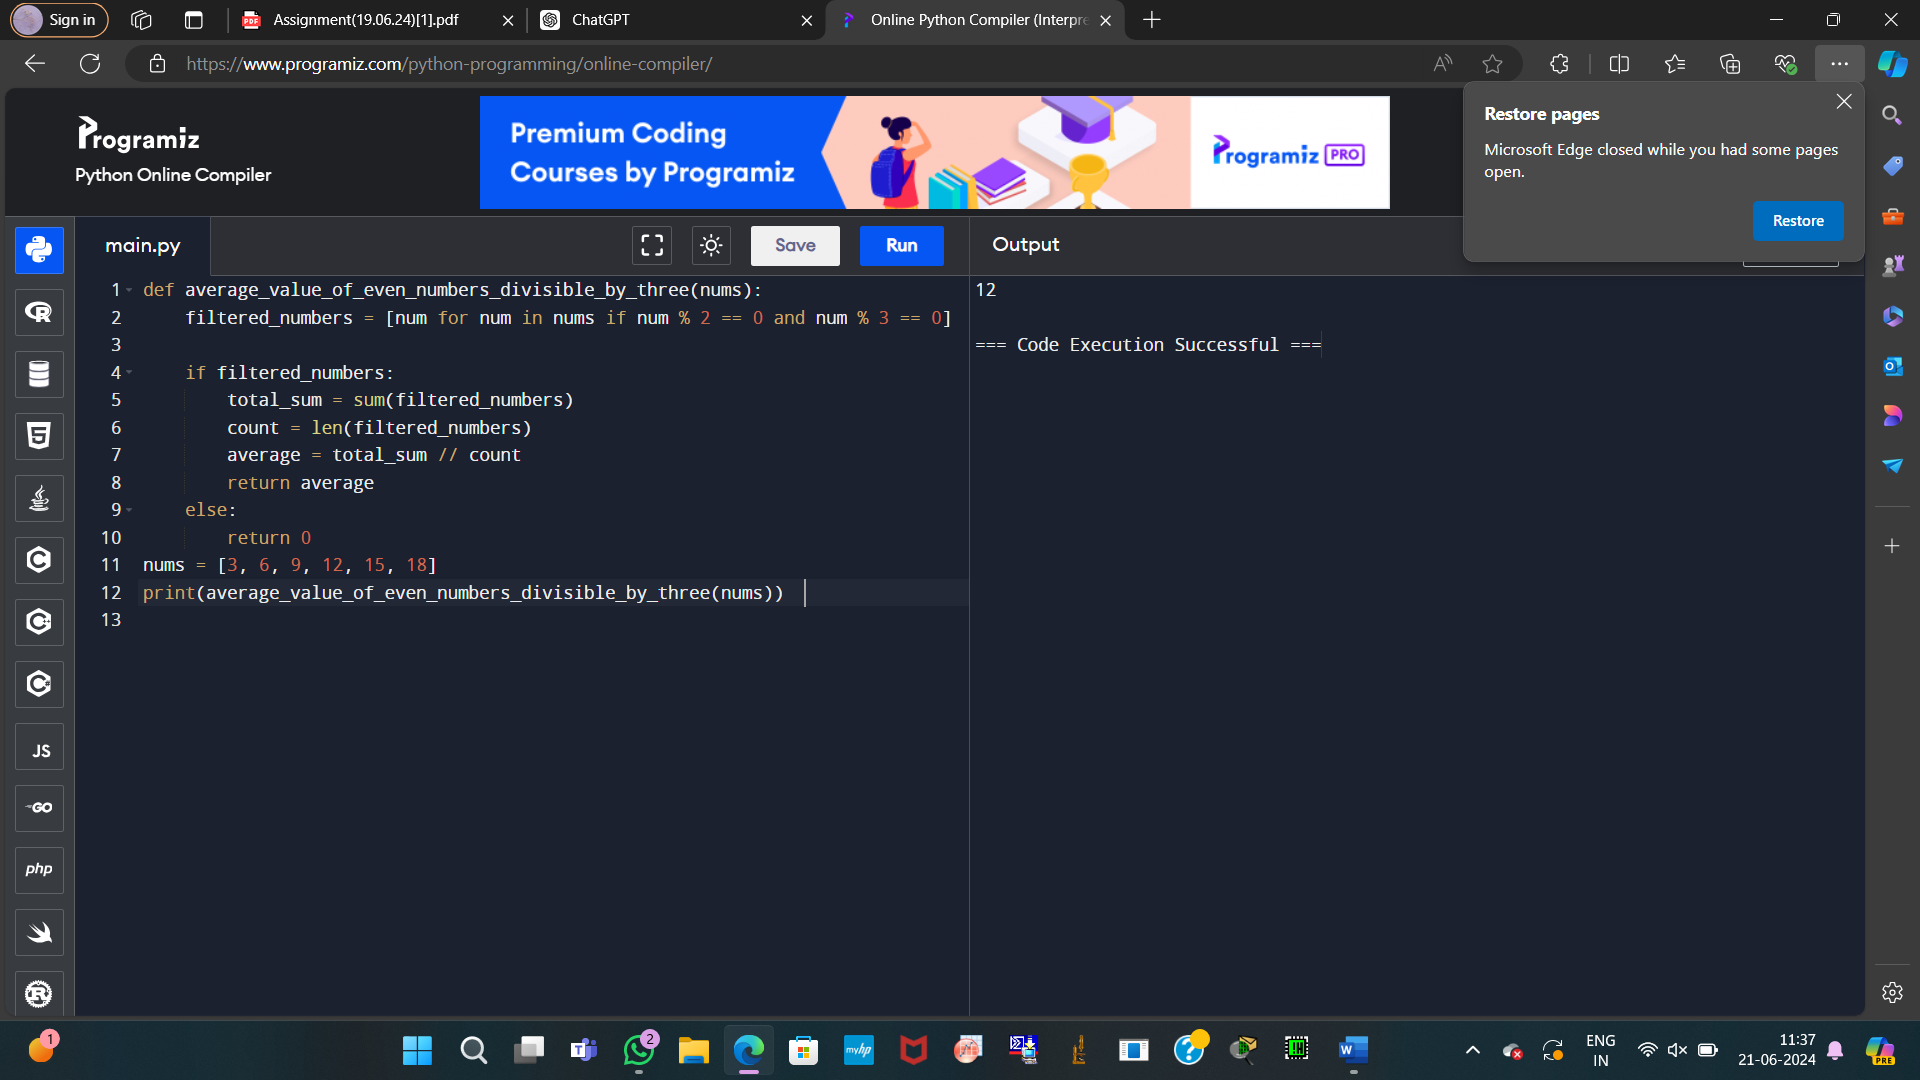 Sign in
Assignment(19.06.24)[1].pdf
ChatGPT
Online Python Compiler (Interpre
https://www.programiz.com/python-programming/online-compiler/
Programiz
Python Online Compiler
Premium Coding
Courses by Programiz
Programiz PRO
Restore pages
Microsoft Edge closed while you had some pages
open.
Restore
main.py
Save
Run
Output
1 def average_value_of_even_numbers_divisible_by_three(nums):
2 filtered_numbers = [num for num in nums if num % 2 == 0 and num % 3 == 0]
3
4 if filtered_numbers:
5 total_sum = sum(filtered_numbers)
6 count = len(filtered_numbers)
7 average = total_sum // count
8 return average
9 else:
10 return 0
11 nums = [3, 6, 9, 12, 15, 18]
12 print(average_value_of_even_numbers_divisible_by_three(nums))
13
12
=== Code Execution Successful ===
JS
GO
php
1
2
myhp
ENG
IN
11:37
21-06-2024
PRE